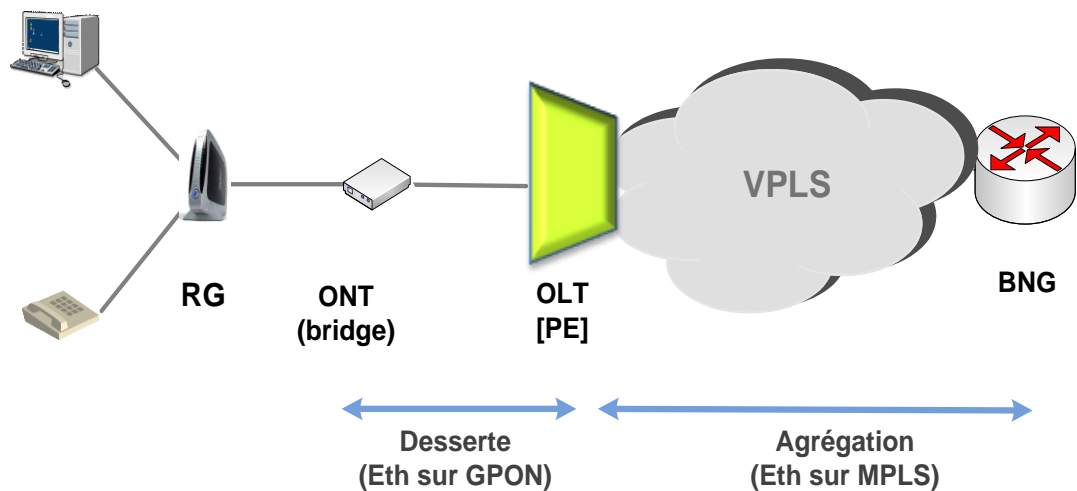 VPLS
RG
ONT
(bridge)
OLT
[PE]
BNG
Desserte
(Eth sur GPON)
Agrégation
(Eth sur MPLS)